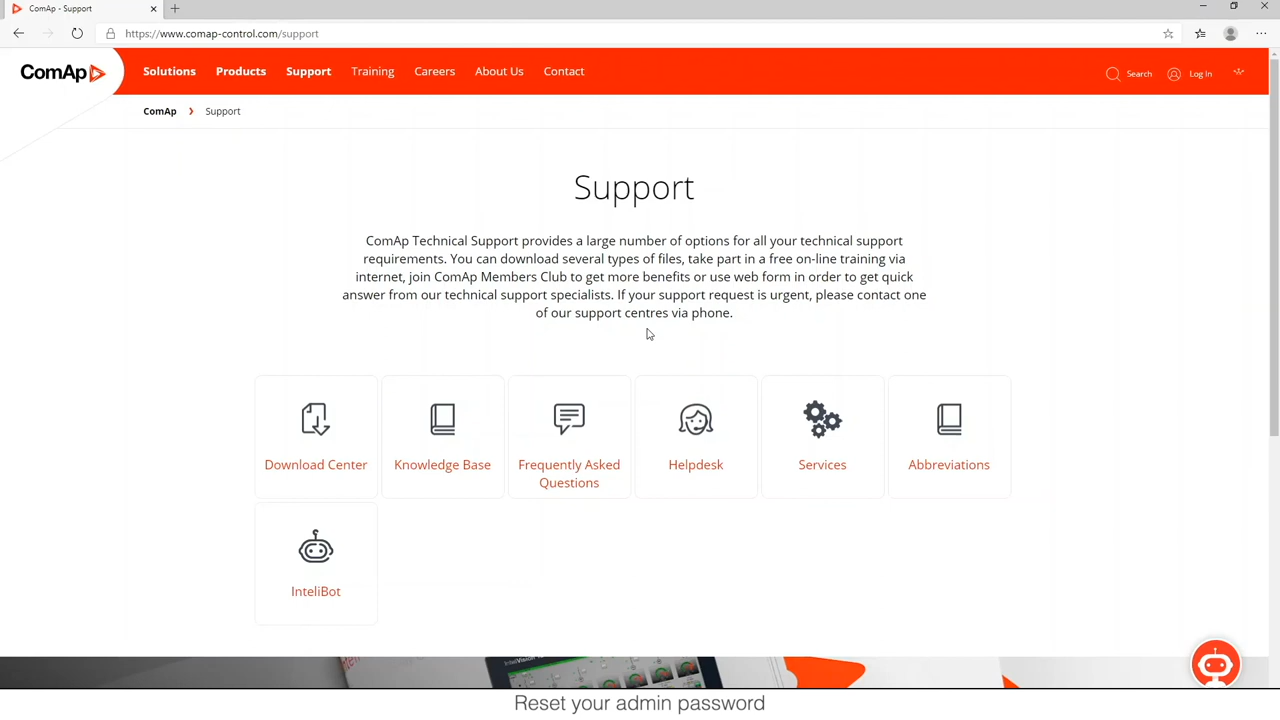 ComAp - Support
https://www.comap-control.com/support
ComAp
Solutions
Products
Support
Training
Careers
About Us
Contact
Search
Log In
ComAp
Support
Support
ComAp Technical Support provides a large number of options for all your technical support
requirements. You can download several types of files, take part in a free on-line training via
internet, join ComAp Members Club to get more benefits or use web form in order to get quick
answer from our technical support specialists. If your support request is urgent, please contact one
of our support centres via phone.
Download Center
Knowledge Base
Frequently Asked
Questions
Helpdesk
Services
Abbreviations
InteliBot
Reset your admin password